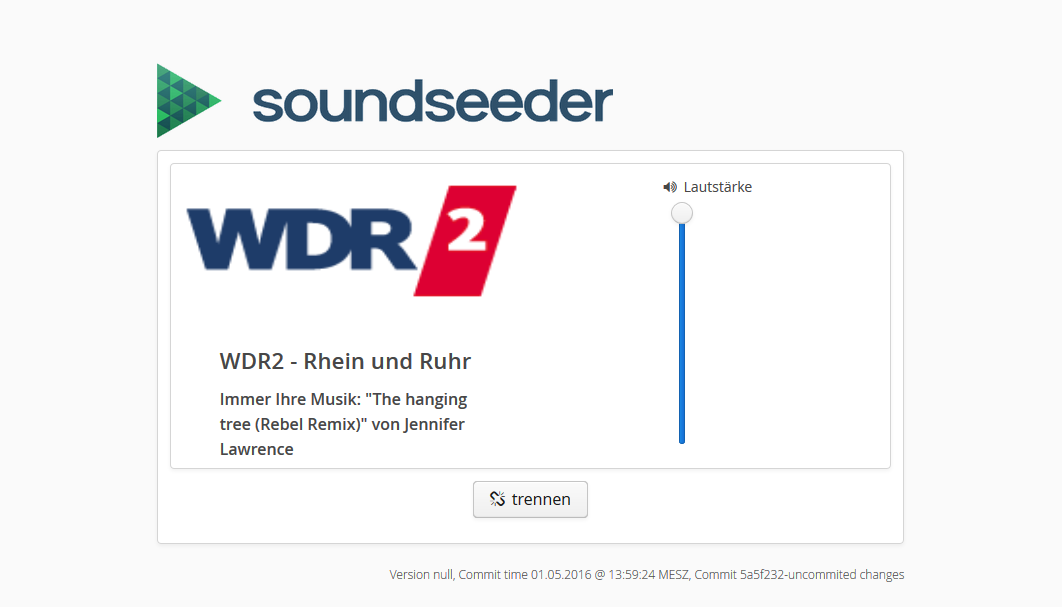 soundseeder
WDR 2
Lautstärke
WDR2 - Rhein und Ruhr
Immer Ihre Musik: "The hanging
tree (Rebel Remix)" von Jennifer
Lawrence
trennen
Version null, Commit time 01.05.2016 @ 13:59:24 MESZ, Commit 5a5f232-uncommited changes